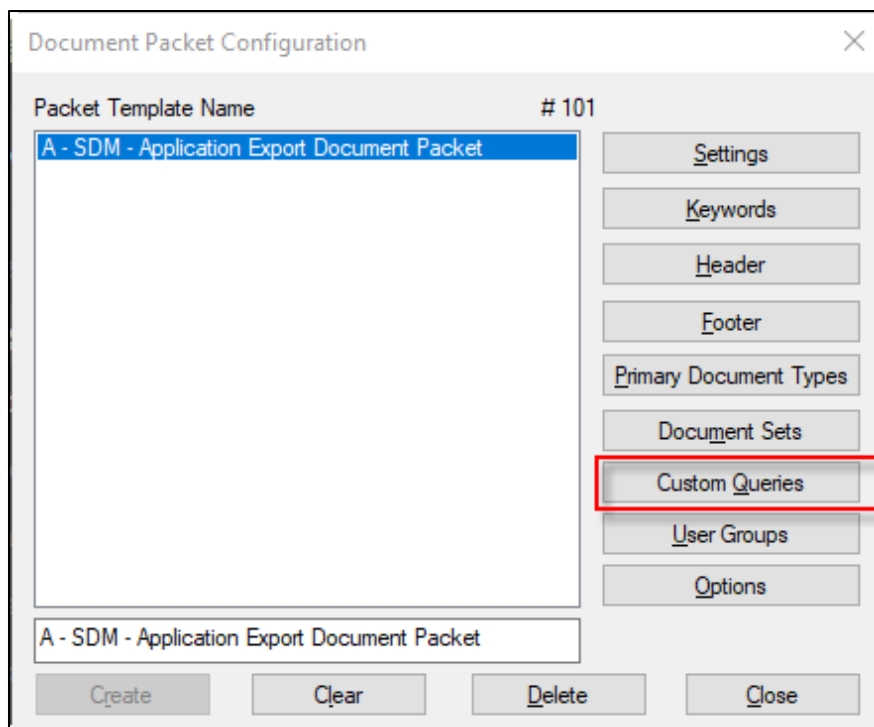 Document Packet Configuration
Packet Template Name # 101
A - SDM - Application Export Document Packet
Settings
Keywords
Header
Footer
Primary Document Types
Document Sets
Custom Queries
User Groups
Options
A - SDM - Application Export Document Packet
Create Clear Delete Close